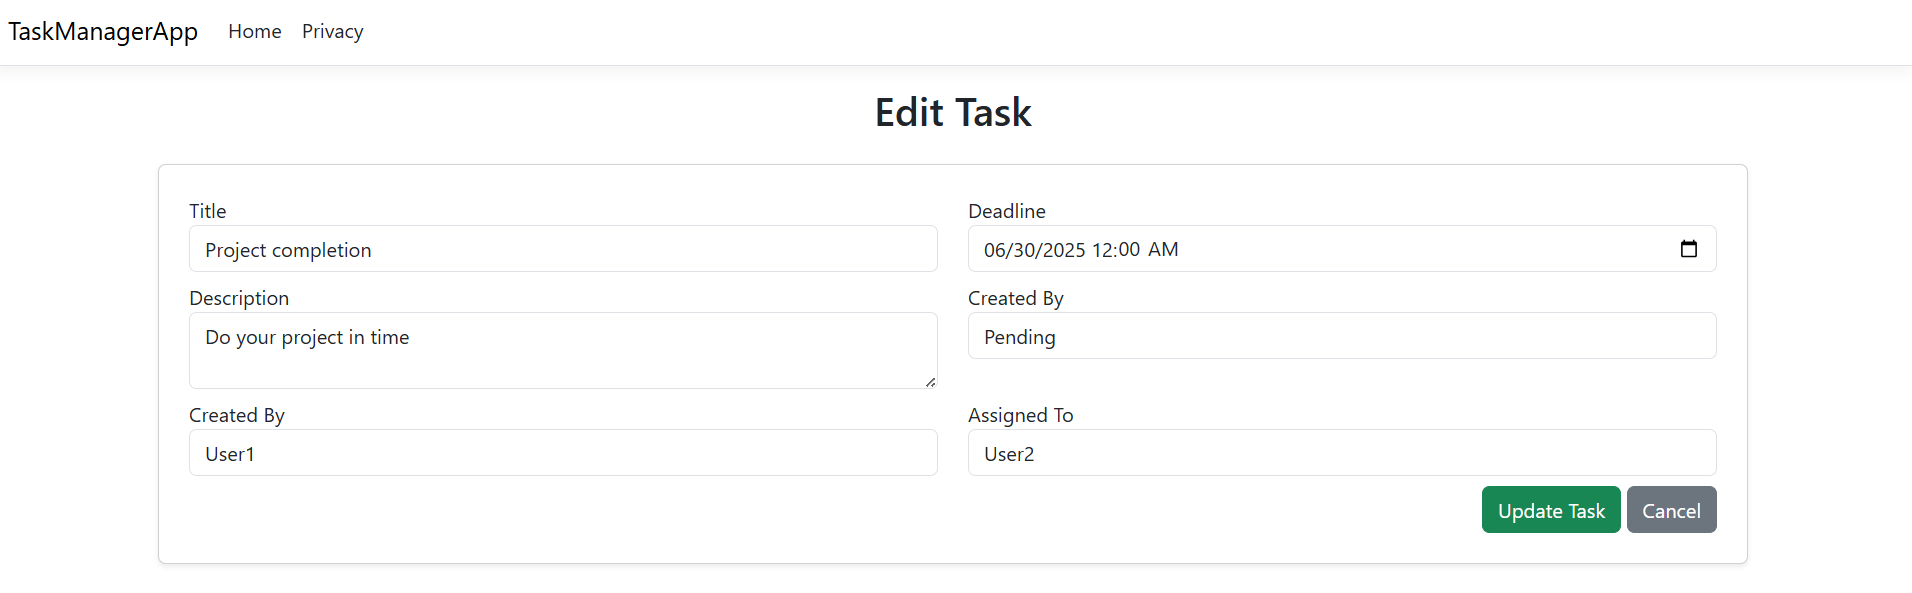 TaskManagerApp Home Privacy
Edit Task
Title
Project completion
Deadline
06/30/2025 12:00 AM
Description
Do your project in time
Created By
Pending
Created By
User1
Assigned To
User2
Update Task Cancel